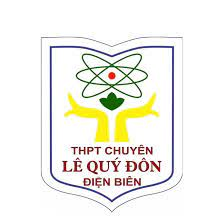 THPT CHUYÊN
LÊ QUÝ ĐÔN
ĐIỆN BIÊN